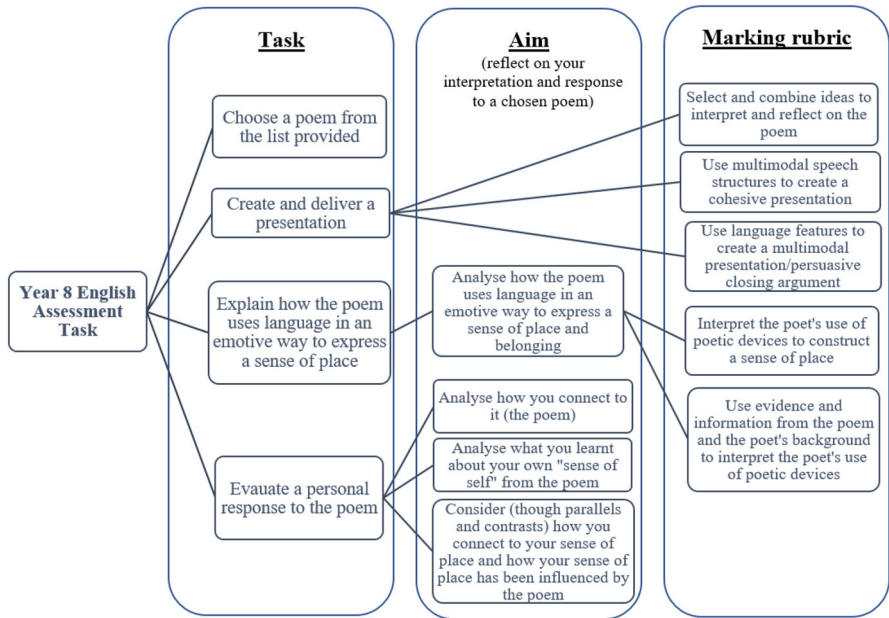 Year 8 English
Assessment
Task
Task
Choose a poem from
the list provided
Create and deliver a
presentation
Explain how the poem
uses language in an
emotive way to express
a sense of place
Evauate a personal
response to the poem
Aim
(reflect on your
interpretation and response
to a chosen poem)
Analyse how the poem
uses language in an
emotive way to express a
sense of place and
belonging
Analyse how you connect to
it (the poem)
Analyse what you learnt
about your own "sense of
self" from the poem
Consider (though parallels
and contrasts) how you
connect to your sense of
place and how your sense of
place has been influenced by
the poem
Marking rubric
Select and combine ideas to
interpret and reflect on the
poem
Use multimodal speech
structures to create a
cohesive presentation
Use language features to
create a multimodal
presentation/persuasive
closing argument
Interpret the poet's use of
poetic devices to construct
a sense of place
Use evidence and
information from the poem
and the poet's background
to interpret the poet's use
of poetic devices